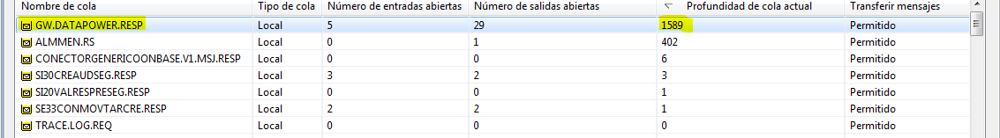 Nombre de cola Tipo de cola Número de entradas abiertas Número de salidas abiertas Profundidad de cola actual Transferir mensajes
GW.DATAPOWER.RESP Local 5 29 1589 Permitido
ALMMEN.RS Local 0 1 402 Permitido
CONECTORGENERICOONBASE.V1.MSJ.RESP Local 0 0 6 Permitido
SI30CREAUDSEG.RESP Local 3 2 3 Permitido
SI20VALRESPRESEG.RESP Local 0 0 1 Permitido
SE33CONMOVTARCRE.RESP Local 2 2 1 Permitido
TRACE.LOG.REQ Local 0 0 0 Permitido